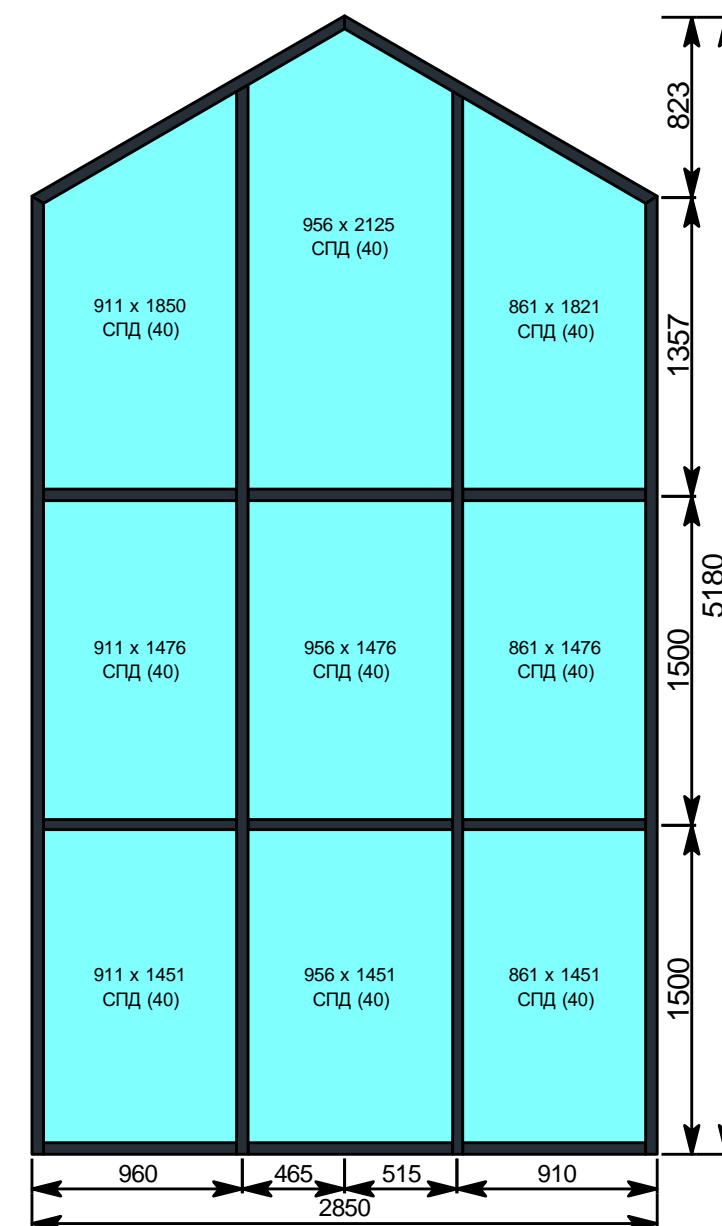 823
956 x 2125
СПД (40)
911 x 1850
СПД (40)
861 x 1821
СПД (40)
1357
5180
911 x 1476
СПД (40)
956 x 1476
СПД (40)
861 x 1476
СПД (40)
1500
911 x 1451
СПД (40)
956 x 1451
СПД (40)
861 x 1451
СПД (40)
1500
960
465
515
910
2850